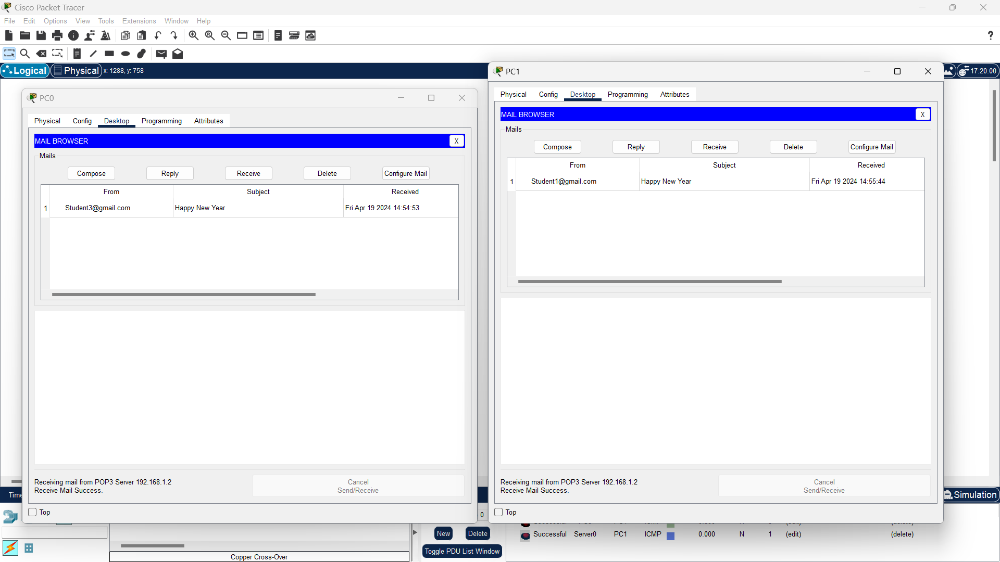 Cisco Packet Tracer
File Edit Options View Tools Extensions Window Help
?
Logical Physical x: 1288, y: 758
17:20:00
PC0
Physical Config Desktop Programming Attributes
MAIL BROWSER X
Mails
Compose Reply Receive Delete Configure Mail
From Subject Received
1 Student3@gmail.com Happy New Year Fri Apr 19 2024 14:54:53
Receiving mail from POP3 Server 192.168.1.2
Receive Mail Success.
Cancel
Send/Receive
Top
PC1
Physical Config Desktop Programming Attributes
MAIL BROWSER X
Mails
Compose Reply Receive Delete Configure Mail
From Subject Received
1 Student1@gmail.com Happy New Year Fri Apr 19 2024 14:55:44
Receiving mail from POP3 Server 192.168.1.2
Receive Mail Success.
Cancel
Send/Receive
Top
Time
Simulation
0
New Delete
Toggle PDU List Window
Successful Server0 PC1 ICMP 0.000 N 1 (edit) (delete)
Copper Cross-Over